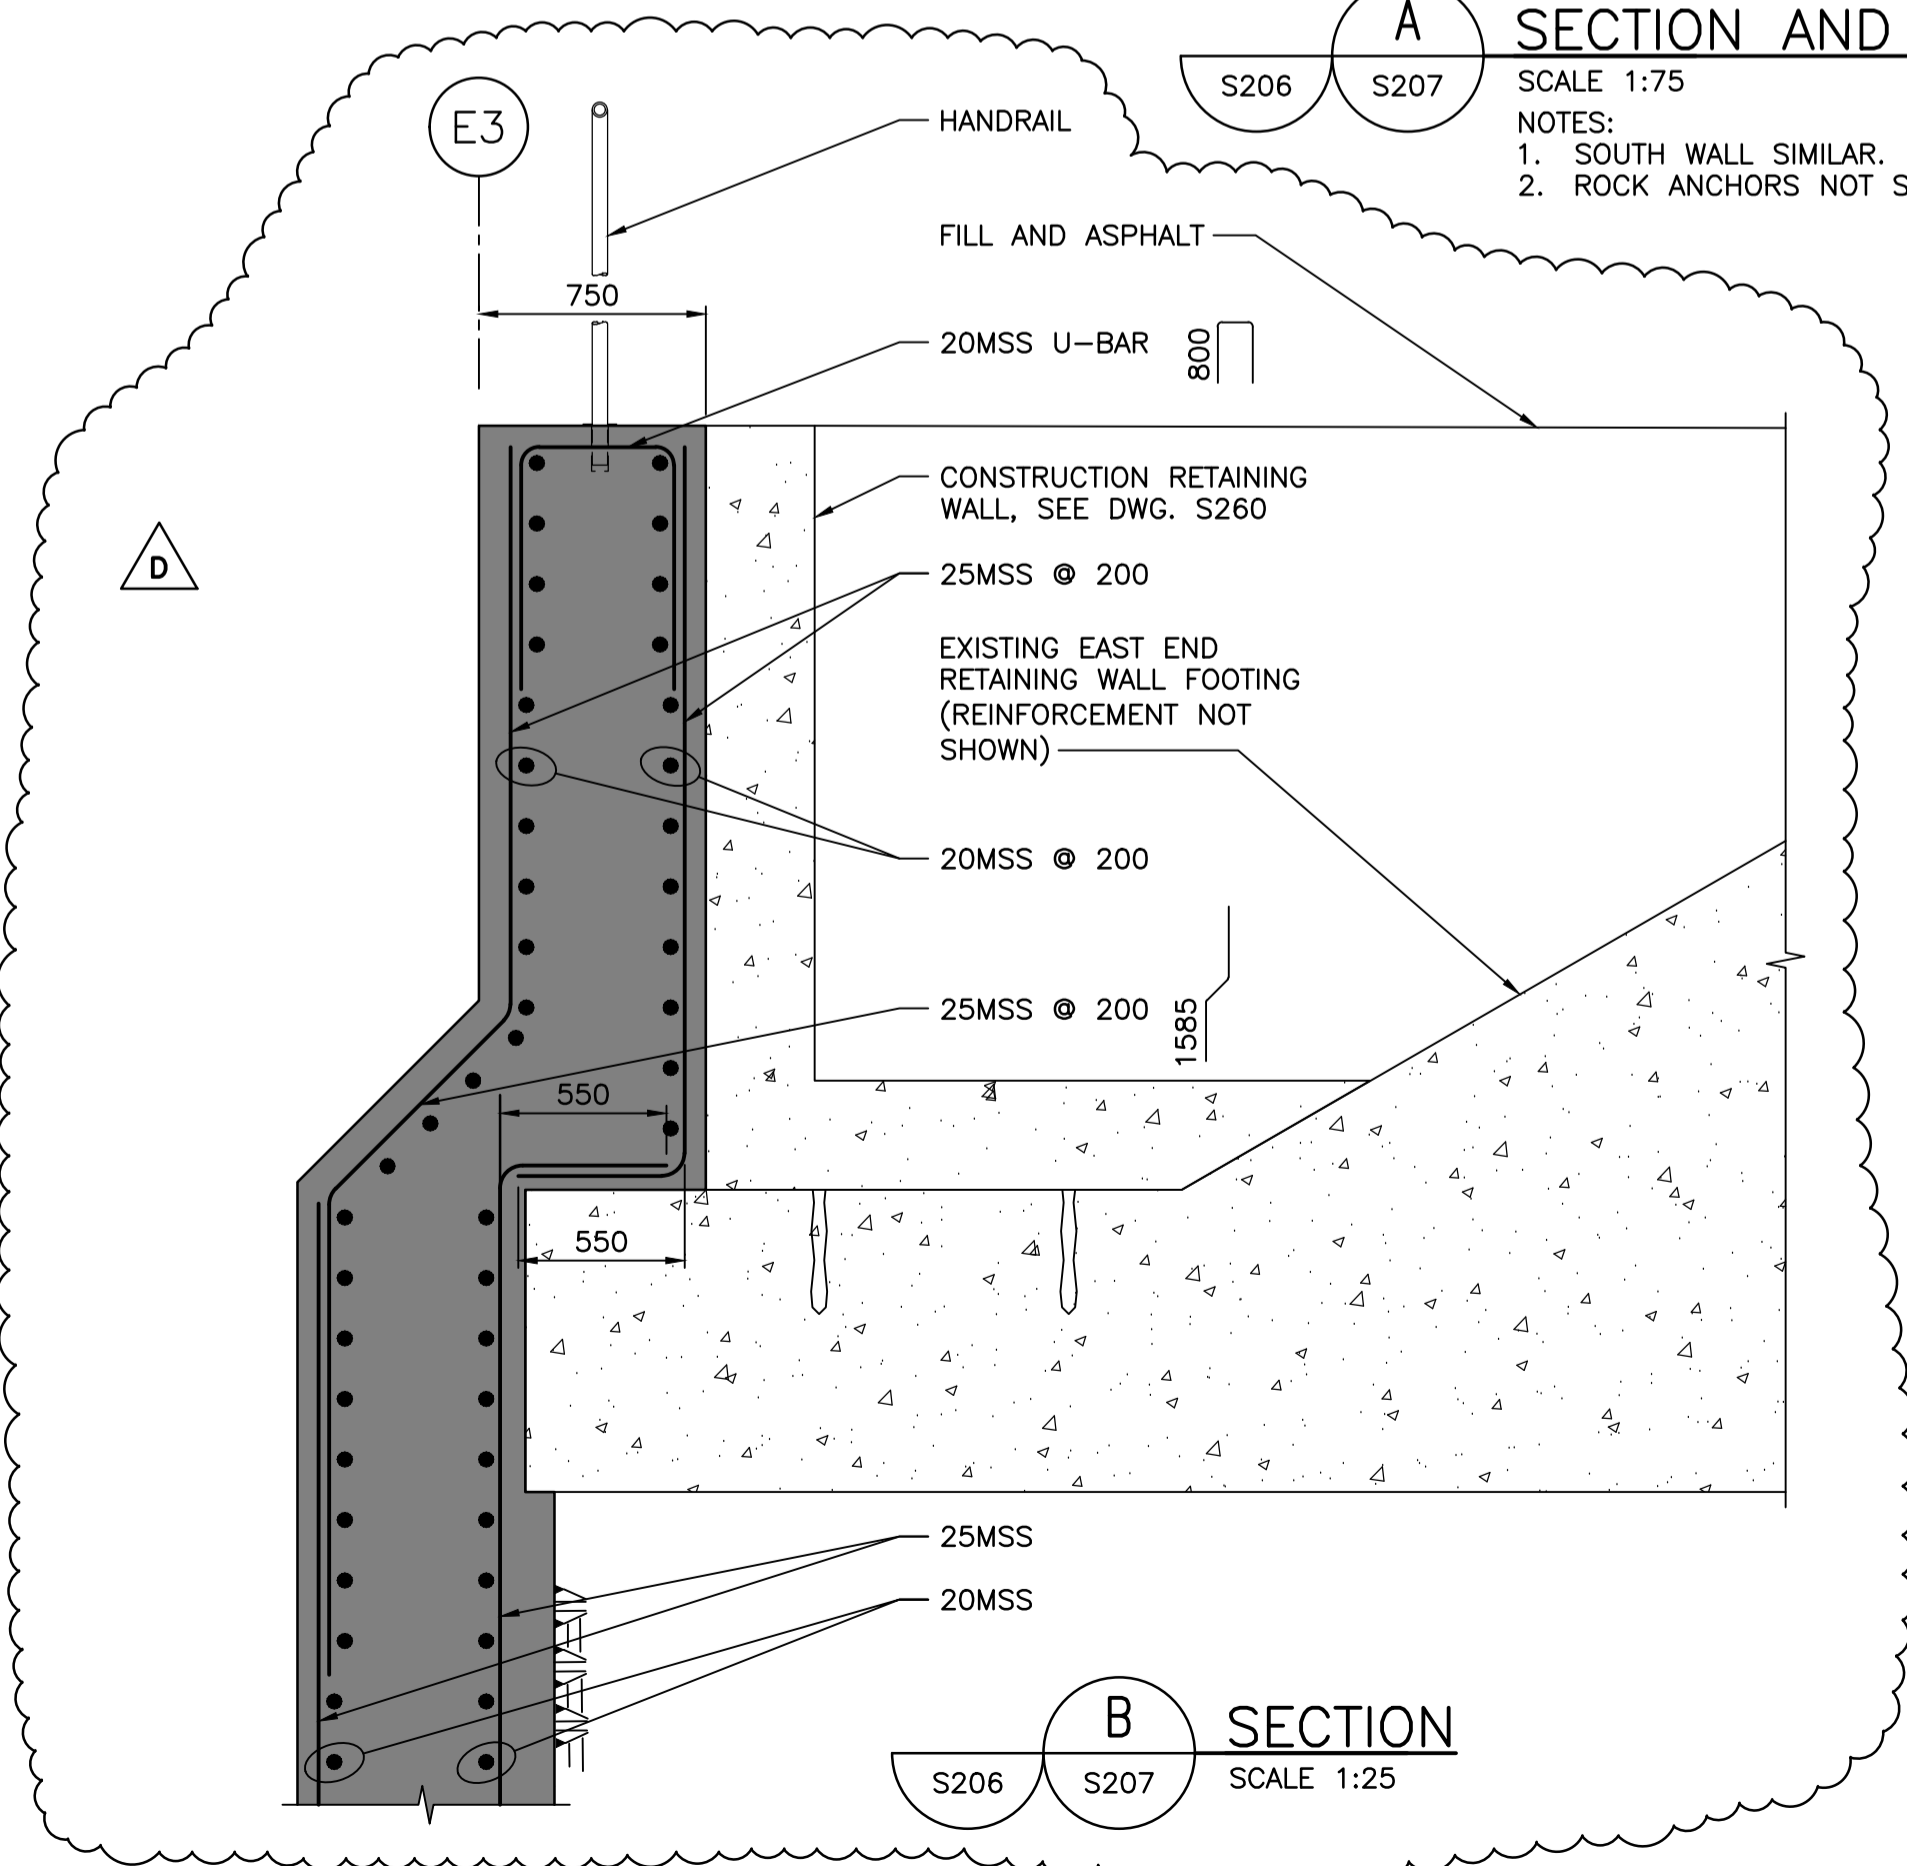 A
SECTION AND
S206
S207
SCALE 1:75
NOTES:
1. SOUTH WALL SIMILAR.
2. ROCK ANCHORS NOT S
E3
HANDRAIL
FILL AND ASPHALT
750
20MSS U-BAR
800
CONSTRUCTION RETAINING
WALL, SEE DWG. S260
D
25MSS @ 200
EXISTING EAST END
RETAINING WALL FOOTING
(REINFORCEMENT NOT
SHOWN)
20MSS @ 200
25MSS @ 200
1585
550
550
25MSS
20MSS
B
SECTION
S206
S207
SCALE 1:25